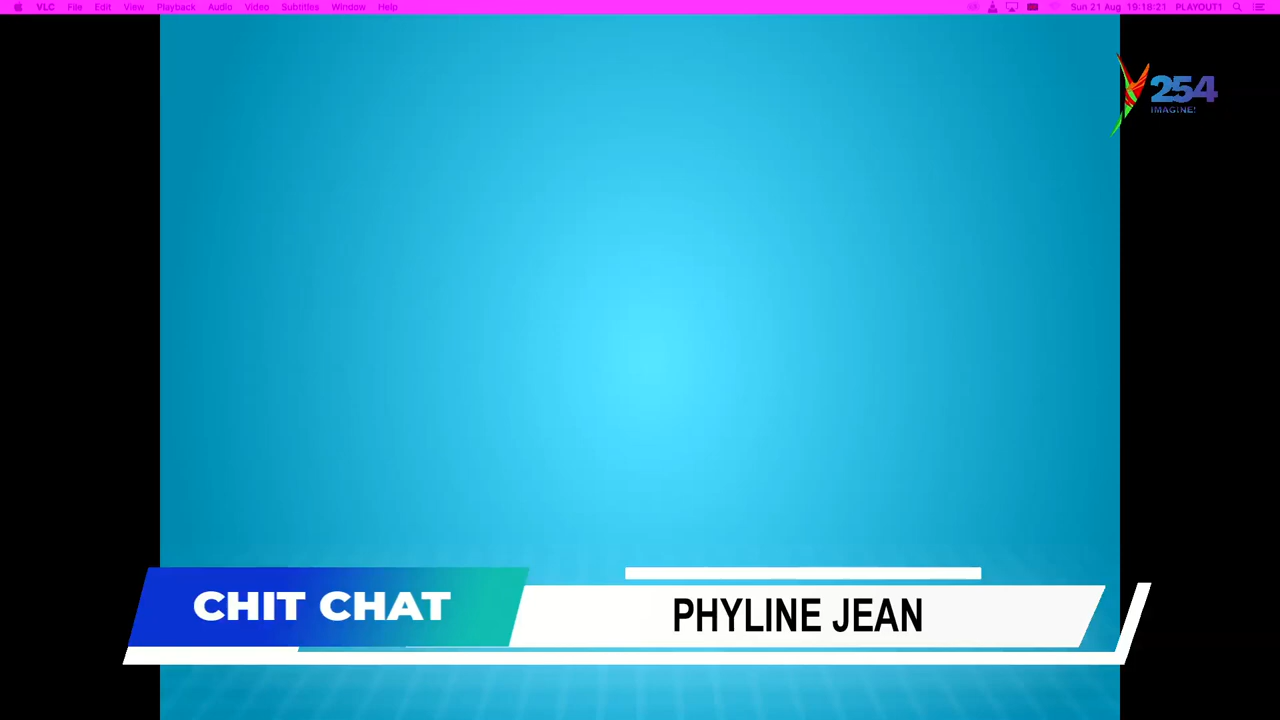 VLC File Edit View Playback Audio Video Subtitles Window Help Sun 21 Aug 19:18:21 PLAYOUT1
254
IMAGINE!
CHIT CHAT
PHYLINE JEAN